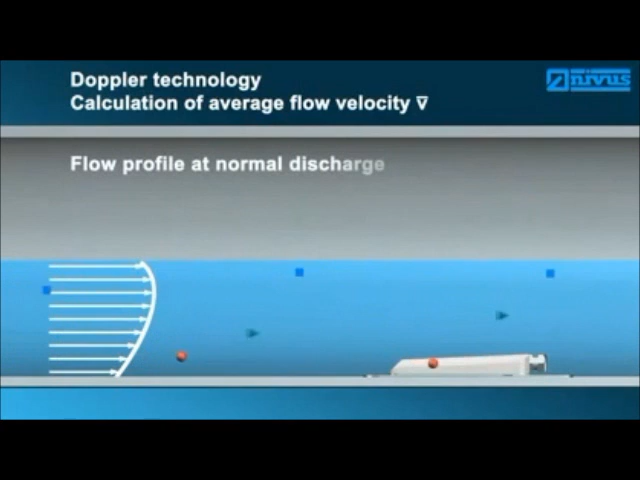 Doppler technology
Calculation of average flow velocity v̅
nivus
Flow profile at normal discharge